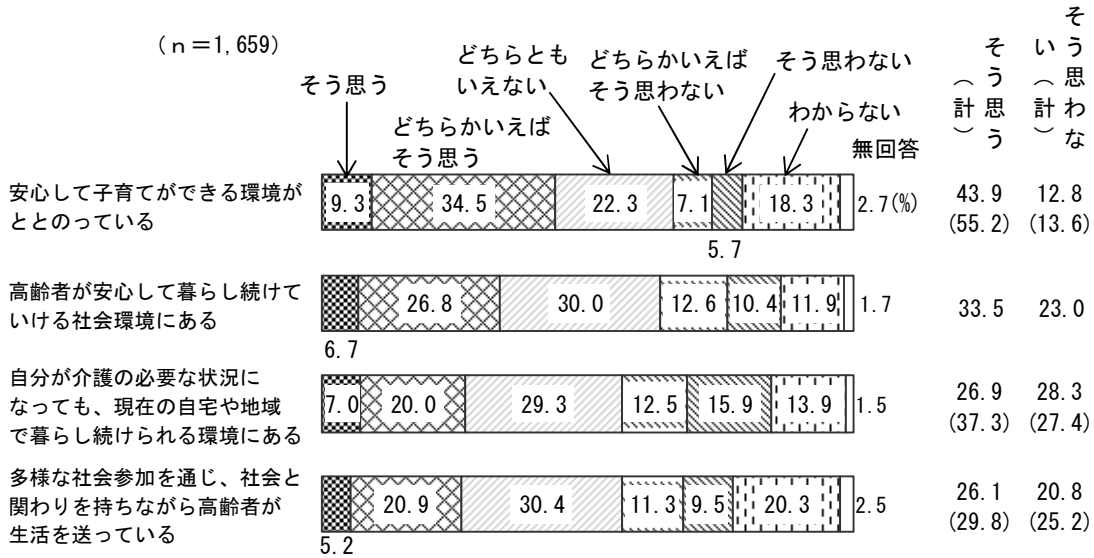 （ｎ＝1,659）
そう思う
どちらかいえば
そう思う
どちらとも
いえない
どちらかいえば
そう思わない
そう思わない
わからない
無回答
そう思う（計）
そう思わない（計）
安心して子育てができる環境が
ととのっている
9.3 34.5 22.3 7.1 5.7 18.3 2.7(%)
43.9 12.8
(55.2) (13.6)
高齢者が安心して暮らし続けて
いける社会環境にある
6.7 26.8 30.0 12.6 10.4 11.9 1.7
33.5 23.0
自分が介護の必要な状況に
なっても、現在の自宅や地域
で暮らし続けられる環境にある
7.0 20.0 29.3 12.5 15.9 13.9 1.5
26.9 28.3
(37.3) (27.4)
多様な社会参加を通じ、社会と
関わりを持ちながら高齢者が
生活を送っている
5.2 20.9 30.4 11.3 9.5 20.3 2.5
26.1 20.8
(29.8) (25.2)